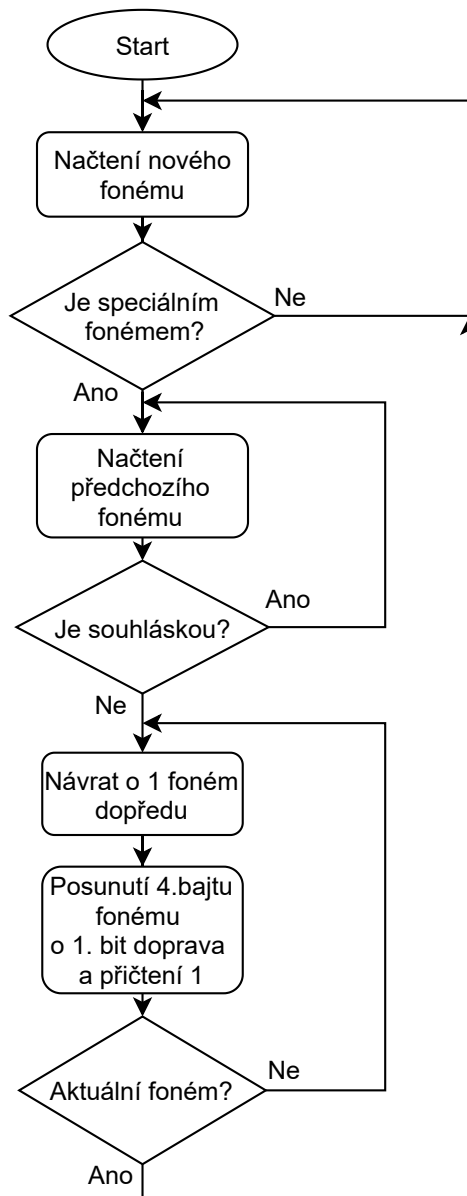 Start
Načtení nového
fonému
Je speciálním
fonémem?
Ne
Ano
Načtení
předchozího
fonému
Je souhláskou?
Ano
Ne
Návrat o 1 foném
dopředu
Posunutí 4.bajtu
fonému
o 1. bit doprava
a přičtení 1
Aktuální foném?
Ne
Ano